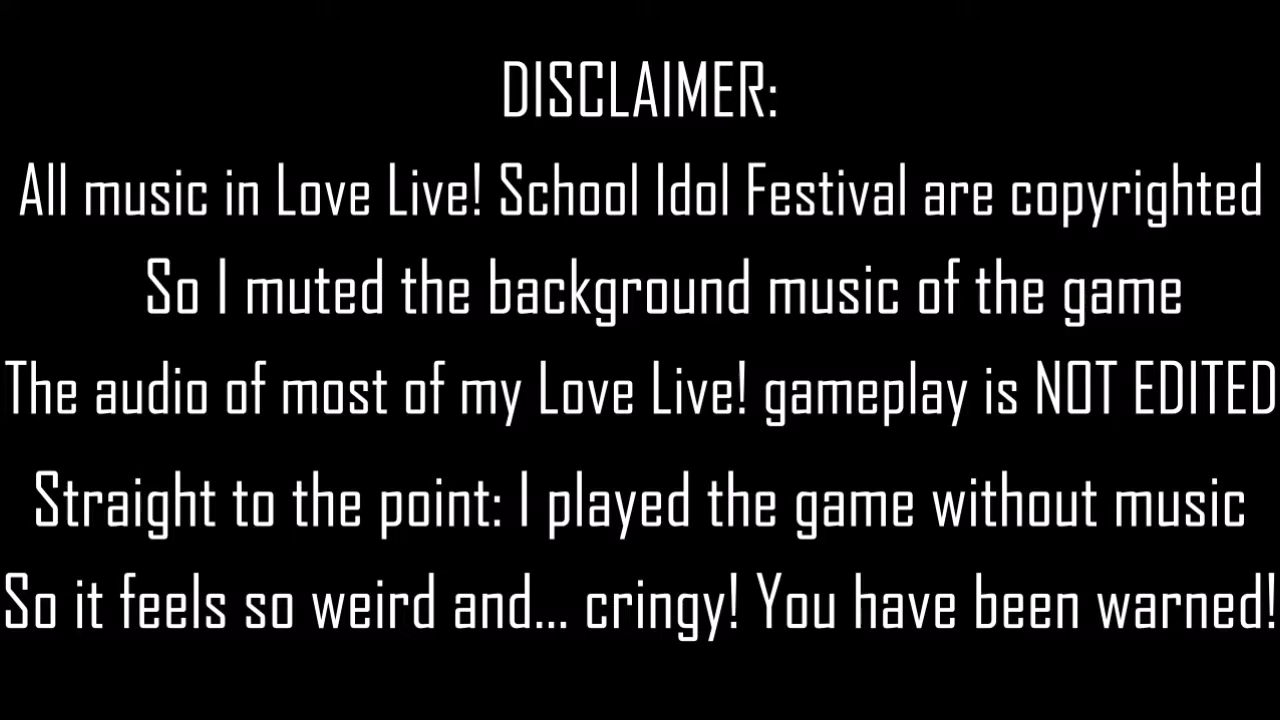 DISCLAIMER:
All music in Love Live! School Idol Festival are copyrighted
So I muted the background music of the game
The audio of most of my Love Live! gameplay is NOT EDITED
Straight to the point: I played the game without music
So it feels so weird and... cringy! You have been warned!